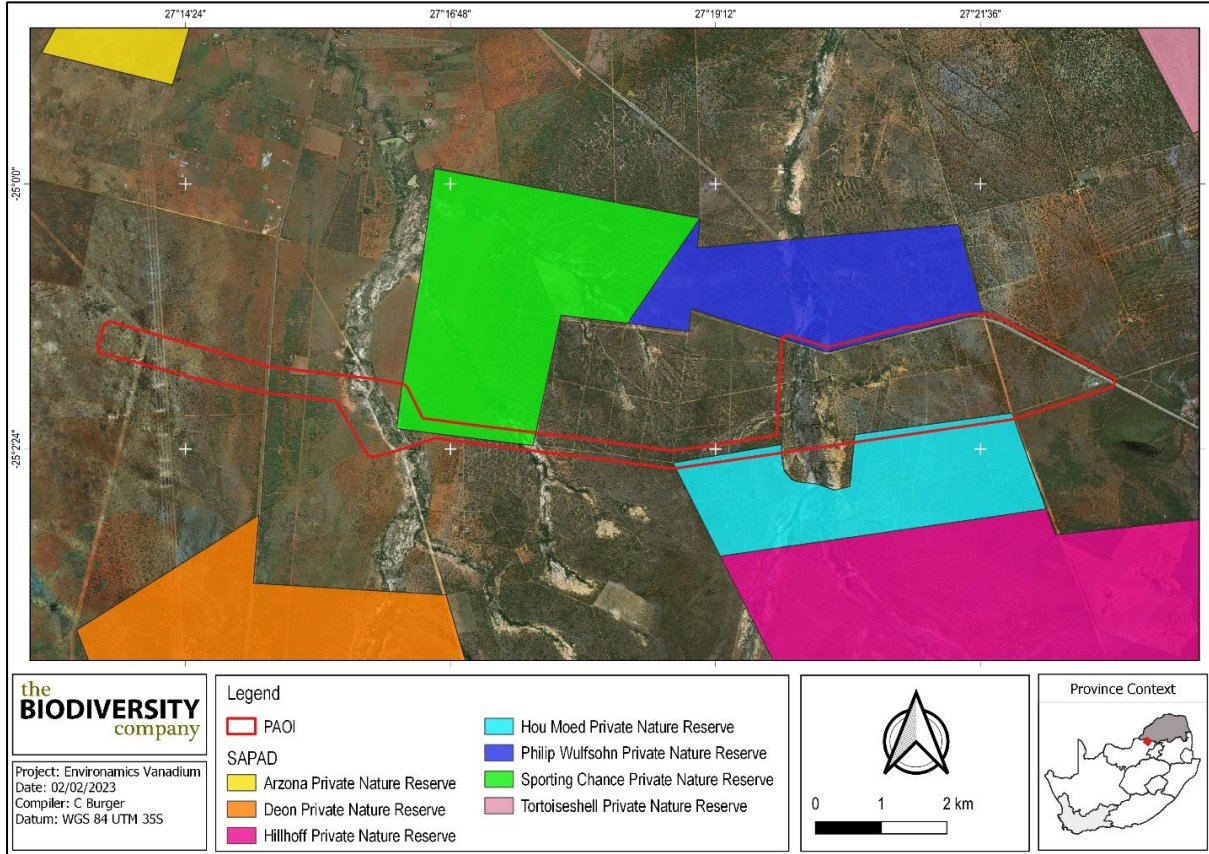 27°14'24"
27°16'48"
27°19'12"
27°21'36"
-25°0'0"
-25°2'24"
the
BIODIVERSITY
company
Project: Environamics Vanadium
Date: 02/02/2023
Compiler: C Burger
Datum: WGS 84 UTM 35S
Legend
PAOI
SAPAD
Arzona Private Nature Reserve
Deon Private Nature Reserve
Hillhoff Private Nature Reserve
Hou Moed Private Nature Reserve
Philip Wulfsohn Private Nature Reserve
Sporting Chance Private Nature Reserve
Tortoiseshell Private Nature Reserve
0 1 2 km
Province Context